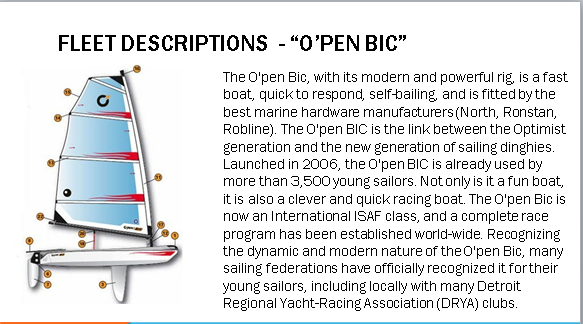 FLEET DESCRIPTIONS - “O’PEN BIC”
The O'pen Bic, with its modern and powerful rig, is a fast
boat, quick to respond, self-bailing, and is fitted by the
best marine hardware manufacturers (North, Ronstan,
Robline). The O'pen BIC is the link between the Optimist
generation and the new generation of sailing dinghies.
Launched in 2006, the O'pen BIC is already used by
more than 3,500 young sailors. Not only is it a fun boat,
it is also a clever and quick racing boat. The O'pen Bic is
now an International ISAF class, and a complete race
program has been established world-wide. Recognizing
the dynamic and modern nature of the O'pen Bic, many
sailing federations have officially recognized it for their
young sailors, including locally with many Detroit
Regional Yacht-Racing Association (DRYA) clubs.